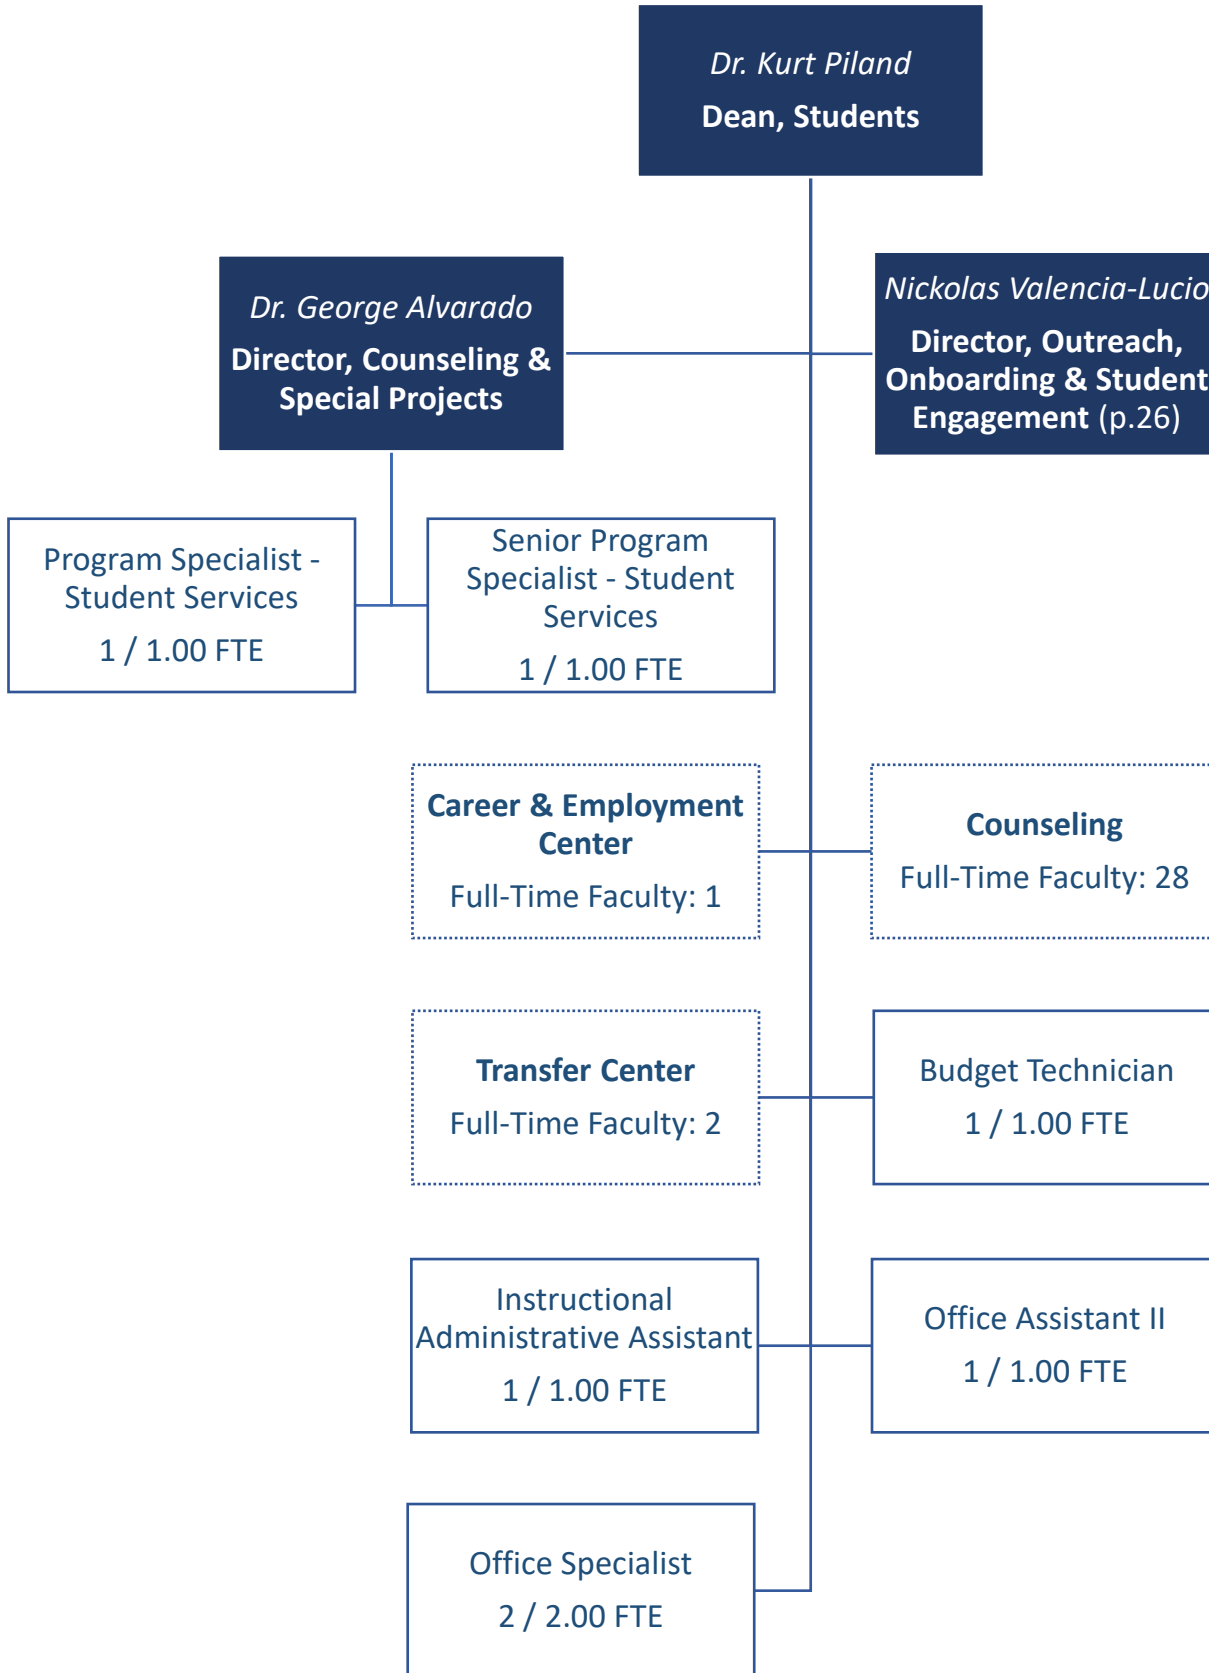 Dr. Kurt Piland
Dean, Students
Dr. George Alvarado
Director, Counseling &
Special Projects
Nickolas Valencia-Lucio
Director, Outreach,
Onboarding & Student
Engagement (p.26)
Program Specialist -
Student Services
1 / 1.00 FTE
Senior Program
Specialist - Student
Services
1 / 1.00 FTE
Career & Employment
Center
Full-Time Faculty: 1
Counseling
Full-Time Faculty: 28
Transfer Center
Full-Time Faculty: 2
Budget Technician
1 / 1.00 FTE
Instructional
Administrative Assistant
1 / 1.00 FTE
Office Assistant II
1 / 1.00 FTE
Office Specialist
2 / 2.00 FTE